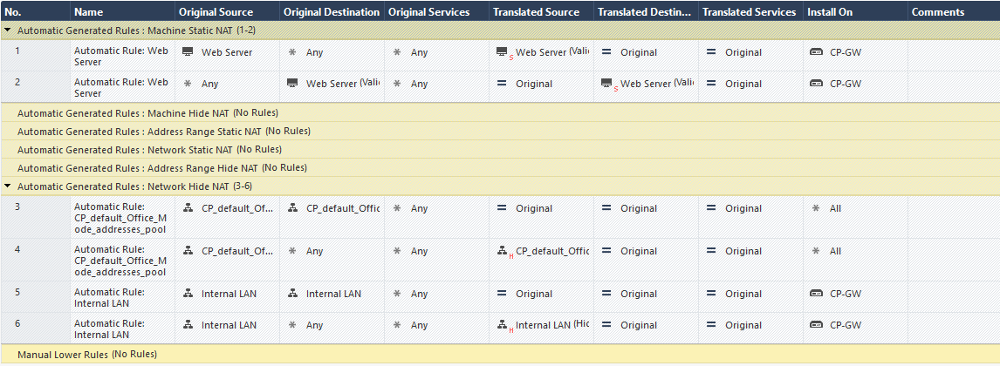 No. Name Original Source Original Destination Original Services Translated Source Translated Destin... Translated Services Install On Comments
Automatic Generated Rules : Machine Static NAT (1-2)
1 Automatic Rule: Web Server Web Server * Any * Any S Web Server (Vali = Original = Original CP-GW
2 Automatic Rule: Web Server * Any Web Server (Vali * Any = Original S Web Server (Vali = Original CP-GW
Automatic Generated Rules : Machine Hide NAT (No Rules)
Automatic Generated Rules : Address Range Static NAT (No Rules)
Automatic Generated Rules : Network Static NAT (No Rules)
Automatic Generated Rules : Address Range Hide NAT (No Rules)
Automatic Generated Rules : Network Hide NAT (3-6)
3 Automatic Rule: CP_default_Office_Mode_addresses_pool CP_default_Of... CP_default_Offic * Any = Original = Original = Original * All
4 Automatic Rule: CP_default_Office_Mode_addresses_pool CP_default_Of... * Any * Any H CP_default_Offic = Original = Original * All
5 Automatic Rule: Internal LAN Internal LAN Internal LAN * Any = Original = Original = Original CP-GW
6 Automatic Rule: Internal LAN Internal LAN * Any * Any H Internal LAN (Hid = Original = Original CP-GW
Manual Lower Rules (No Rules)